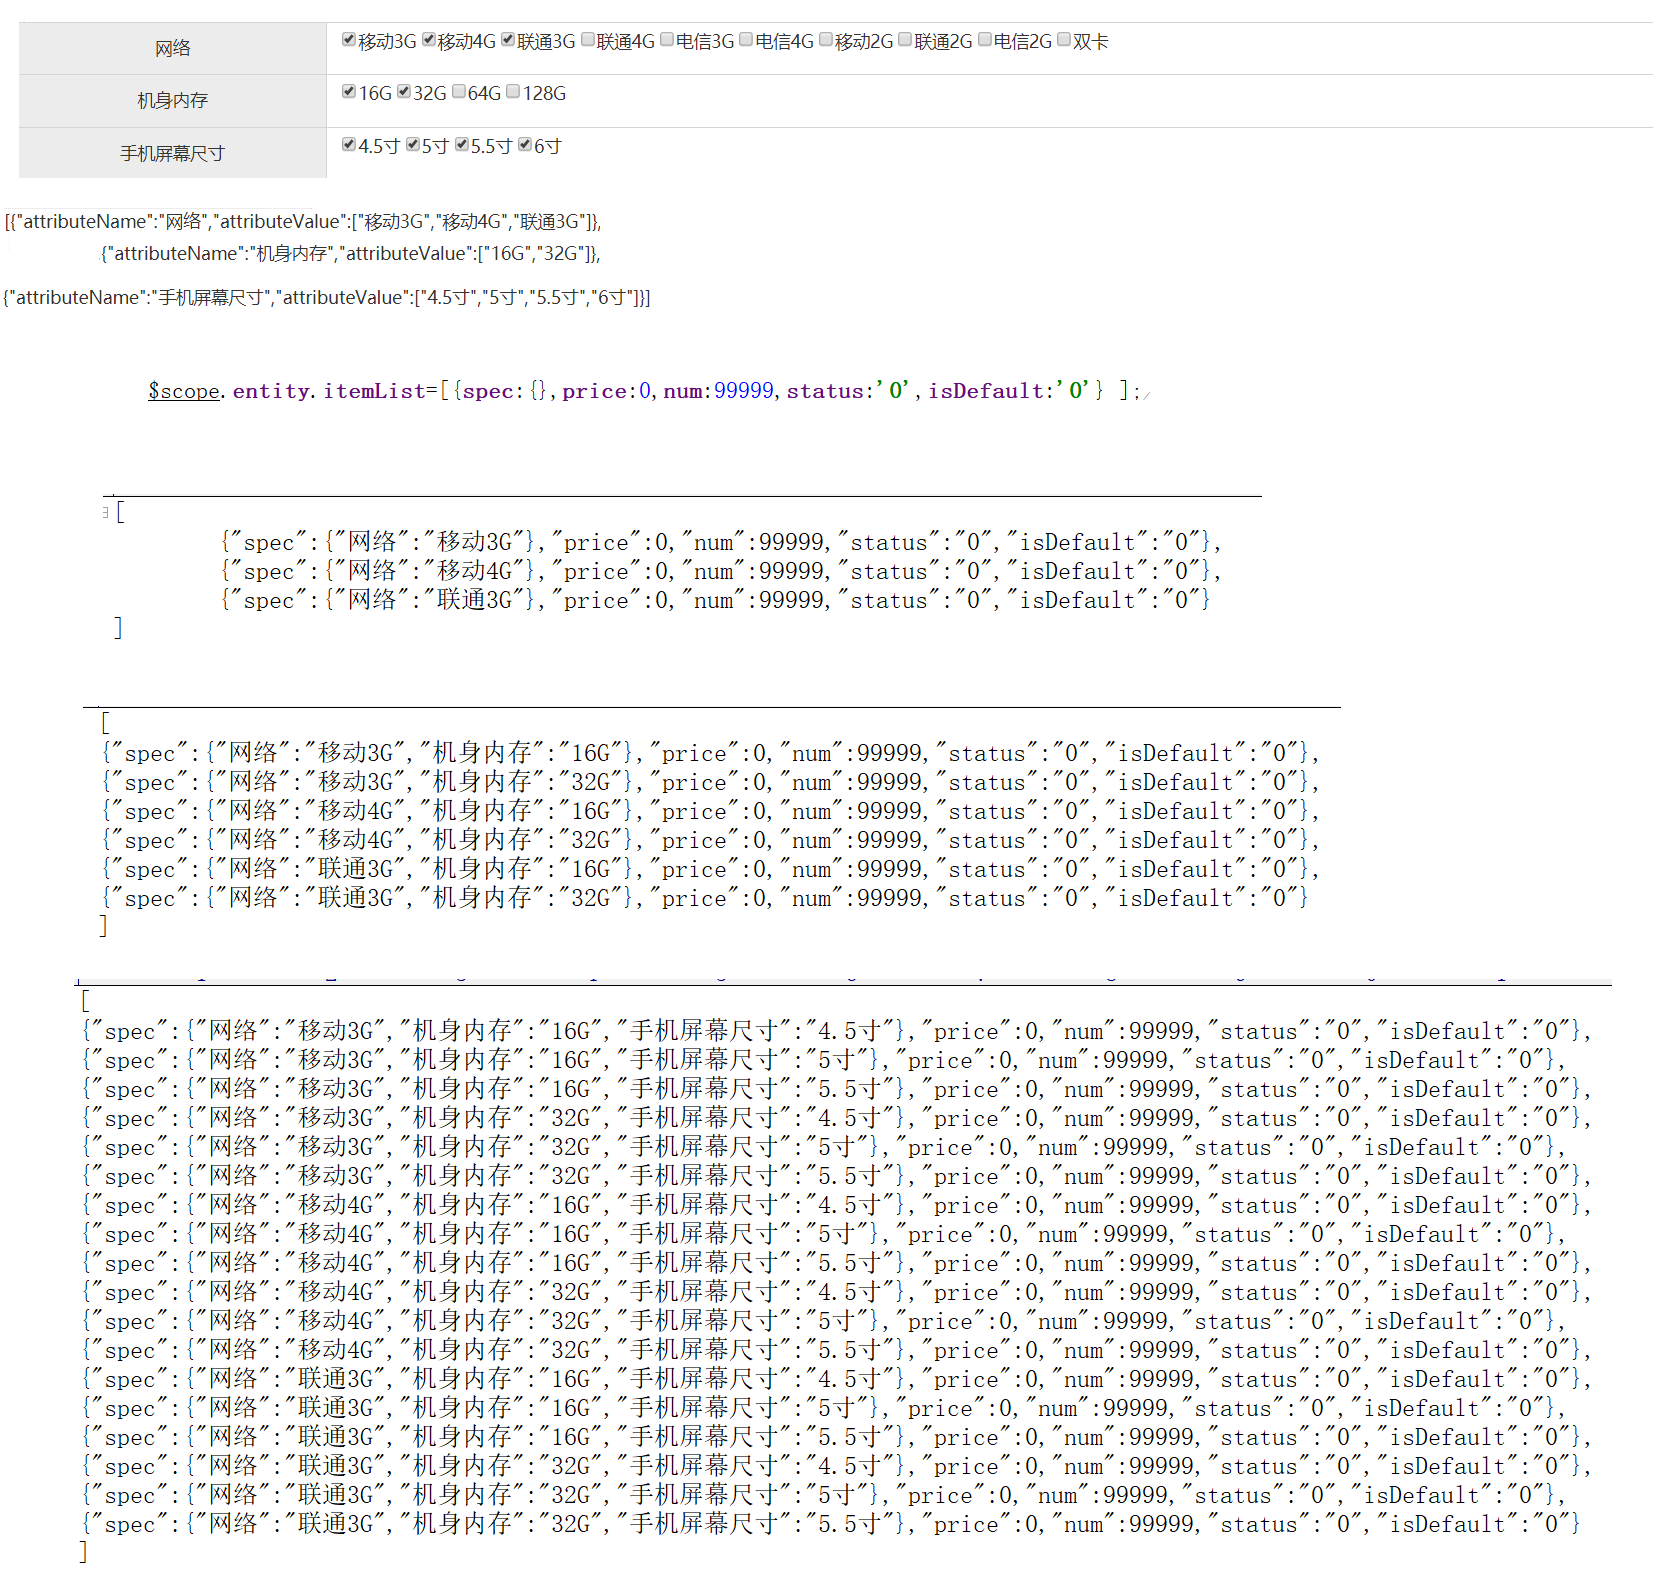 网络 移动3G 移动4G 联通3G 联通4G 电信3G 电信4G 移动2G 联通2G 电信2G 双卡
机身内存 16G 32G 64G 128G
手机屏幕尺寸 4.5寸 5寸 5.5寸 6寸
[{"attributeName":"网络","attributeValue":["移动3G","移动4G","联通3G"]},
{"attributeName":"机身内存","attributeValue":["16G","32G"]},
{"attributeName":"手机屏幕尺寸","attributeValue":["4.5寸","5寸","5.5寸","6寸"]}]
$scope.entity.itemList=[{spec:{},price:0,num:99999,status:'0',isDefault:'0'} ];
[
{"spec":{"网络":"移动3G"},"price":0,"num":99999,"status":"0","isDefault":"0"},
{"spec":{"网络":"移动4G"},"price":0,"num":99999,"status":"0","isDefault":"0"},
{"spec":{"网络":"联通3G"},"price":0,"num":99999,"status":"0","isDefault":"0"}
]
[
{"spec":{"网络":"移动3G","机身内存":"16G"},"price":0,"num":99999,"status":"0","isDefault":"0"},
{"spec":{"网络":"移动3G","机身内存":"32G"},"price":0,"num":99999,"status":"0","isDefault":"0"},
{"spec":{"网络":"移动4G","机身内存":"16G"},"price":0,"num":99999,"status":"0","isDefault":"0"},
{"spec":{"网络":"移动4G","机身内存":"32G"},"price":0,"num":99999,"status":"0","isDefault":"0"},
{"spec":{"网络":"联通3G","机身内存":"16G"},"price":0,"num":99999,"status":"0","isDefault":"0"},
{"spec":{"网络":"联通3G","机身内存":"32G"},"price":0,"num":99999,"status":"0","isDefault":"0"}
]
[
{"spec":{"网络":"移动3G","机身内存":"16G","手机屏幕尺寸":"4.5寸"},"price":0,"num":99999,"status":"0","isDefault":"0"},
{"spec":{"网络":"移动3G","机身内存":"16G","手机屏幕尺寸":"5寸"},"price":0,"num":99999,"status":"0","isDefault":"0"},
{"spec":{"网络":"移动3G","机身内存":"16G","手机屏幕尺寸":"5.5寸"},"price":0,"num":99999,"status":"0","isDefault":"0"},
{"spec":{"网络":"移动3G","机身内存":"32G","手机屏幕尺寸":"4.5寸"},"price":0,"num":99999,"status":"0","isDefault":"0"},
{"spec":{"网络":"移动3G","机身内存":"32G","手机屏幕尺寸":"5寸"},"price":0,"num":99999,"status":"0","isDefault":"0"},
{"spec":{"网络":"移动3G","机身内存":"32G","手机屏幕尺寸":"5.5寸"},"price":0,"num":99999,"status":"0","isDefault":"0"},
{"spec":{"网络":"移动4G","机身内存":"16G","手机屏幕尺寸":"4.5寸"},"price":0,"num":99999,"status":"0","isDefault":"0"},
{"spec":{"网络":"移动4G","机身内存":"16G","手机屏幕尺寸":"5寸"},"price":0,"num":99999,"status":"0","isDefault":"0"},
{"spec":{"网络":"移动4G","机身内存":"16G","手机屏幕尺寸":"5.5寸"},"price":0,"num":99999,"status":"0","isDefault":"0"},
{"spec":{"网络":"移动4G","机身内存":"32G","手机屏幕尺寸":"4.5寸"},"price":0,"num":99999,"status":"0","isDefault":"0"},
{"spec":{"网络":"移动4G","机身内存":"32G","手机屏幕尺寸":"5寸"},"price":0,"num":99999,"status":"0","isDefault":"0"},
{"spec":{"网络":"移动4G","机身内存":"32G","手机屏幕尺寸":"5.5寸"},"price":0,"num":99999,"status":"0","isDefault":"0"},
{"spec":{"网络":"联通3G","机身内存":"16G","手机屏幕尺寸":"4.5寸"},"price":0,"num":99999,"status":"0","isDefault":"0"},
{"spec":{"网络":"联通3G","机身内存":"16G","手机屏幕尺寸":"5寸"},"price":0,"num":99999,"status":"0","isDefault":"0"},
{"spec":{"网络":"联通3G","机身内存":"16G","手机屏幕尺寸":"5.5寸"},"price":0,"num":99999,"status":"0","isDefault":"0"},
{"spec":{"网络":"联通3G","机身内存":"32G","手机屏幕尺寸":"4.5寸"},"price":0,"num":99999,"status":"0","isDefault":"0"},
{"spec":{"网络":"联通3G","机身内存":"32G","手机屏幕尺寸":"5寸"},"price":0,"num":99999,"status":"0","isDefault":"0"},
{"spec":{"网络":"联通3G","机身内存":"32G","手机屏幕尺寸":"5.5寸"},"price":0,"num":99999,"status":"0","isDefault":"0"}
]